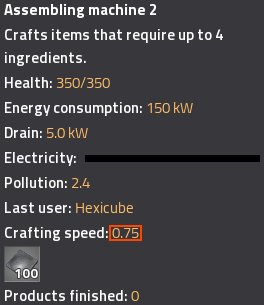 Assembling machine 2
Crafts items that require up to 4
ingredients.
Health: 350/350
Energy consumption: 150 kW
Drain: 5.0 kW
Electricity:
Pollution: 2.4
Last user: Hexicube
Crafting speed: 0.75
100
Products finished: 0